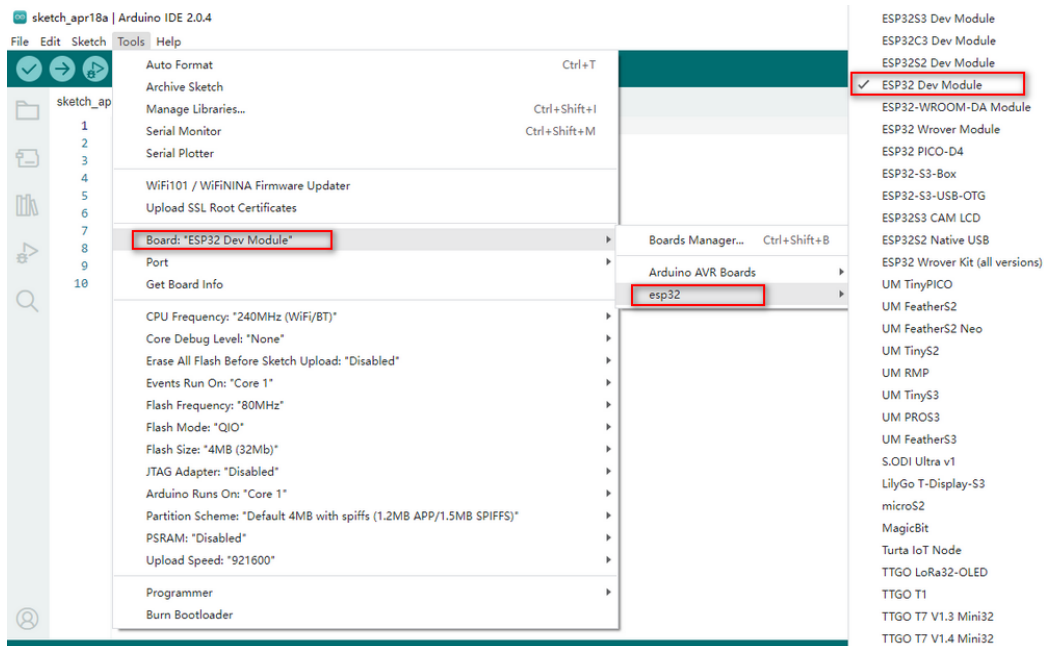 sketch_apr18a | Arduino IDE 2.0.4
File Edit Sketch Tools Help
sketch_ap
1
2
3
4
5
6
7
8
9
10
Auto Format Ctrl+T
Archive Sketch
Manage Libraries... Ctrl+Shift+I
Serial Monitor Ctrl+Shift+M
Serial Plotter
WiFi101 / WiFiNINA Firmware Updater
Upload SSL Root Certificates
Board: "ESP32 Dev Module"
Port
Get Board Info
CPU Frequency: "240MHz (WiFi/BT)"
Core Debug Level: "None"
Erase All Flash Before Sketch Upload: "Disabled"
Events Run On: "Core 1"
Flash Frequency: "80MHz"
Flash Mode: "QIO"
Flash Size: "4MB (32Mb)"
JTAG Adapter: "Disabled"
Arduino Runs On: "Core 1"
Partition Scheme: "Default 4MB with spiffs (1.2MB APP/1.5MB SPIFFS)"
PSRAM: "Disabled"
Upload Speed: "921600"
Programmer
Burn Bootloader
Boards Manager... Ctrl+Shift+B
Arduino AVR Boards
esp32
ESP32S3 Dev Module
ESP32C3 Dev Module
ESP32S2 Dev Module
ESP32 Dev Module
ESP32-WROOM-DA Module
ESP32 Wrover Module
ESP32 PICO-D4
ESP32-S3-Box
ESP32-S3-USB-OTG
ESP32S3 CAM LCD
ESP32S2 Native USB
ESP32 Wrover Kit (all versions)
UM TinyPICO
UM FeatherS2
UM FeatherS2 Neo
UM TinyS2
UM RMP
UM TinyS3
UM PROS3
UM FeatherS3
S.ODI Ultra v1
LilyGo T-Display-S3
microS2
MagicBit
Turta IoT Node
TTGO LoRa32-OLED
TTGO T1
TTGO T7 V1.3 Mini32
TTGO T7 V1.4 Mini32